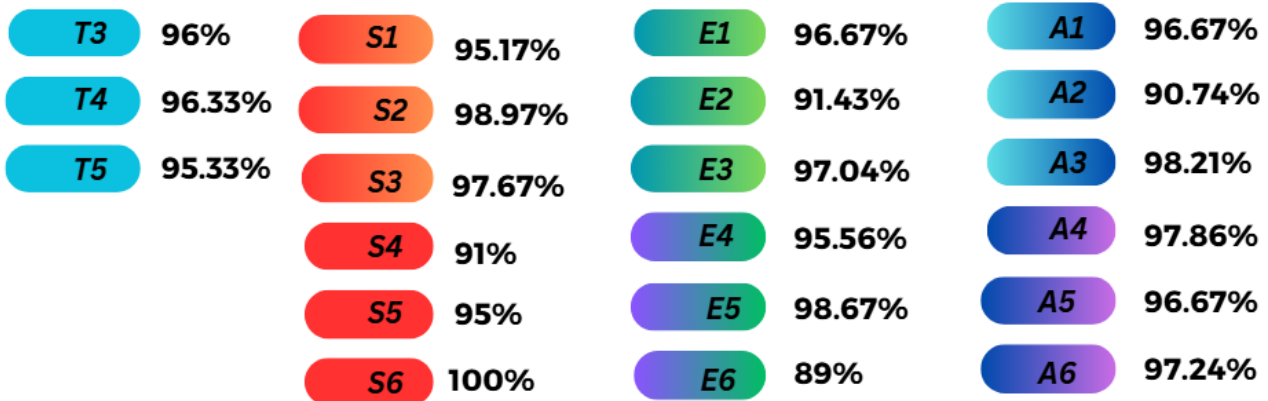 T3 96%
T4 96.33%
T5 95.33%
S1 95.17%
S2 98.97%
S3 97.67%
S4 91%
S5 95%
S6 100%
E1 96.67%
E2 91.43%
E3 97.04%
E4 95.56%
E5 98.67%
E6 89%
A1 96.67%
A2 90.74%
A3 98.21%
A4 97.86%
A5 96.67%
A6 97.24%